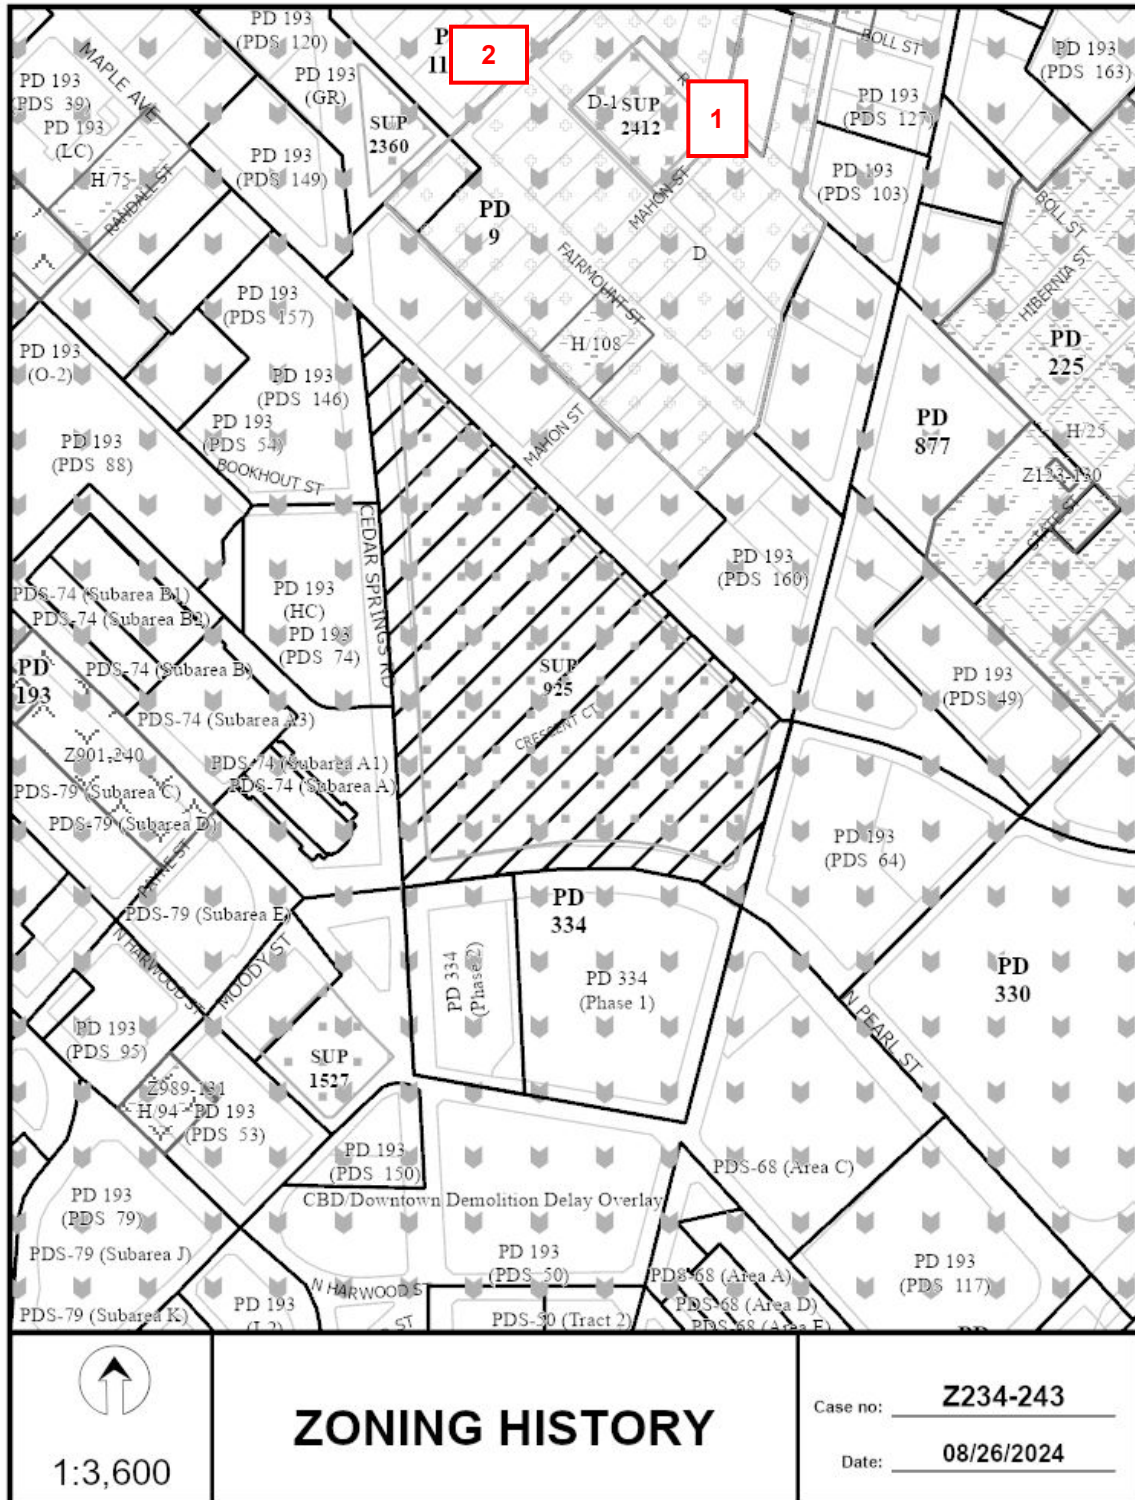 PD 193
(PDS 120)
PD 193
(GR)
MAPLE AVE
PD 193
(PDS 39)
PD 193
(LC)
H/75
RANDALL ST
PD 193
(PDS 149)
SUP
2360
2
1
D-1
SUP
2412
BOLL ST
PD 193
(PDS 163)
PD 193
(PDS 127)
PD 193
(PDS 103)
PD
9
MAHON ST
FAIRMOUNT ST
D
H/108
BOLL ST
HIBERNIA ST
PD
225
PD 193
(PDS 157)
PD 193
(O-2)
PD 193
(PDS 146)
PD 193
(PDS 54)
PD 193
(PDS 88)
BOOKHOUT ST
MAHON ST
PD
877
H/25
Z123-130
STATE ST
CEDAR SPRINGS RD
PD 193
(PDS 160)
PD 193
(HC)
PD 193
(PDS 74)
PDS-74 (Subarea B1)
PDS-74 (Subarea B2)
PDS-74 (Subarea B)
PD
193
PDS-74 (Subarea A3)
SUP
925
CRESCENT CT
PD 193
(PDS 49)
Z901-240
PDS-74 (Subarea A1)
PDS-74 (Subarea A)
PDS-79 (Subarea C)
PDS-79 (Subarea D)
PAYNE ST
PD 193
(PDS 64)
PDS-79 (Subarea E)
PD
334
N HARWOOD ST
MOODY ST
PD 334
(Phase 2)
PD 334
(Phase 1)
PD
330
N PEARL ST
PD 193
(PDS 95)
SUP
1527
Z989-131
H/94
PD 193
(PDS 53)
PD 193
(PDS 150)
PDS-68 (Area C)
CBD/Downtown Demolition Delay Overlay
PD 193
(PDS 79)
PDS-79 (Subarea J)
PD 193
(PDS 50)
PD 193
(PDS 117)
N HARWOOD ST
PDS-68 (Area A)
PDS-79 (Subarea K)
PD 193
ST
PDS-50 (Tract 2)
PDS-68 (Area D)
PDS-68 (Area E)
1:3,600
ZONING HISTORY
Case no: Z234-243
Date: 08/26/2024